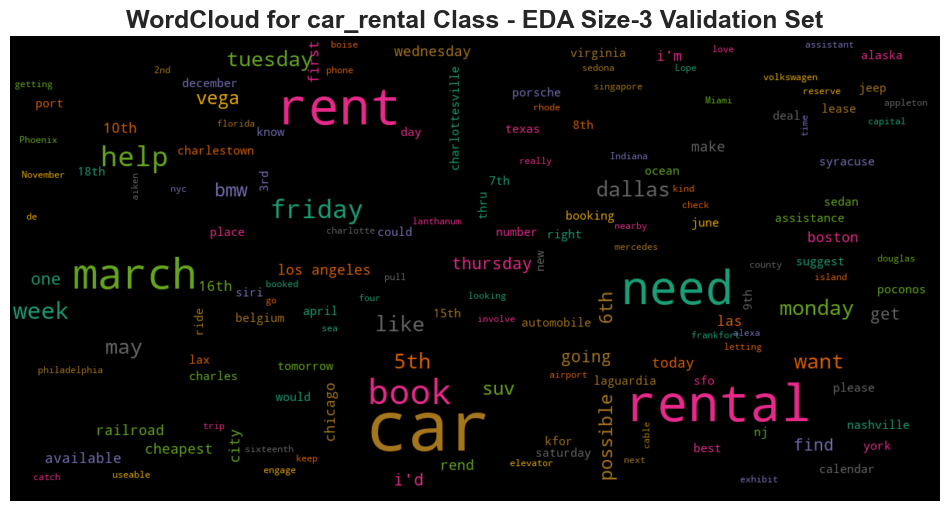 WordCloud for car_rental Class - EDA Size-3 Validation Set
boise
first
wednesday
virginia
i'm
love
assistant
alaska
tuesday
2nd
phone
sedona
Lope
singapore
volkswagen
getting
december
vega
rent
porsche
rhode
Miami
reserve
jeep
appleton
port
florida
know
day
charlottesville
texas
8th
deal
lease
time
capital
10th
Phoenix
charlestown
help
make
really
Indiana
syracuse
November
18th
aiken
nyc
bmw
3rd
7th
ocean
dallas
kind
check
sedan
de
friday
thru
booking
june
assistance
place
charlotte
could
lanthanum
number
right
nearby
mercedes
boston
march
los angeles
thursday
new
need
county
suggest
douglas
island
one
16th
siri
booked
go
pull
four
looking
9th
poconos
week
ride
belgium
april
sea
like
15th
involve
automobile
6th
las
alexa
frankfort
monday
get
may
lax
5th
going
today
letting
want
philadelphia
charles
tomorrow
would
book
suv
airport
laguardia
sfo
please
chicago
car
rental
railroad
trip
city
cheapest
sixteenth
keep
kfor
saturday
possible
cable
best
nj
find
nashville
york
available
rend
elevator
next
calendar
catch
useable
engage
i'd
exhibit